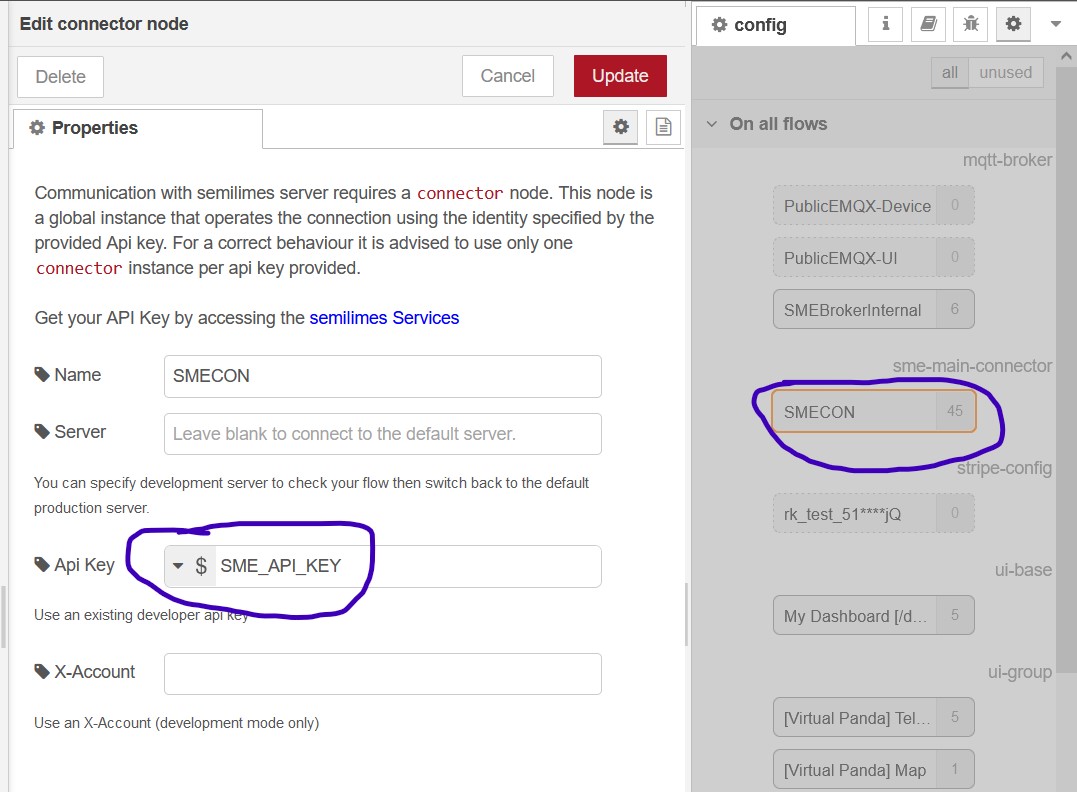 Edit connector node
Delete
Cancel
Update
Properties
Communication with semilimes server requires a connector node. This node is
a global instance that operates the connection using the identity specified by the
provided Api key. For a correct behaviour it is advised to use only one
connector instance per api key provided.
Get your API Key by accessing the semilimes Services
Name
SMECON
Server
Leave blank to connect to the default server.
You can specify development server to check your flow then switch back to the default
production server.
Api Key
$ SME_API_KEY
Use an existing developer api key
X-Account
Use an X-Account (development mode only)
config
i
all
unused
On all flows
mqtt-broker
PublicEMQX-Device 0
PublicEMQX-UI 0
SMEBrokerInternal 6
sme-main-connector
SMECON 45
stripe-config
rk_test_51****jQ 0
ui-base
My Dashboard [/d... 5
ui-group
[Virtual Panda] Tel... 5
[Virtual Panda] Map 1